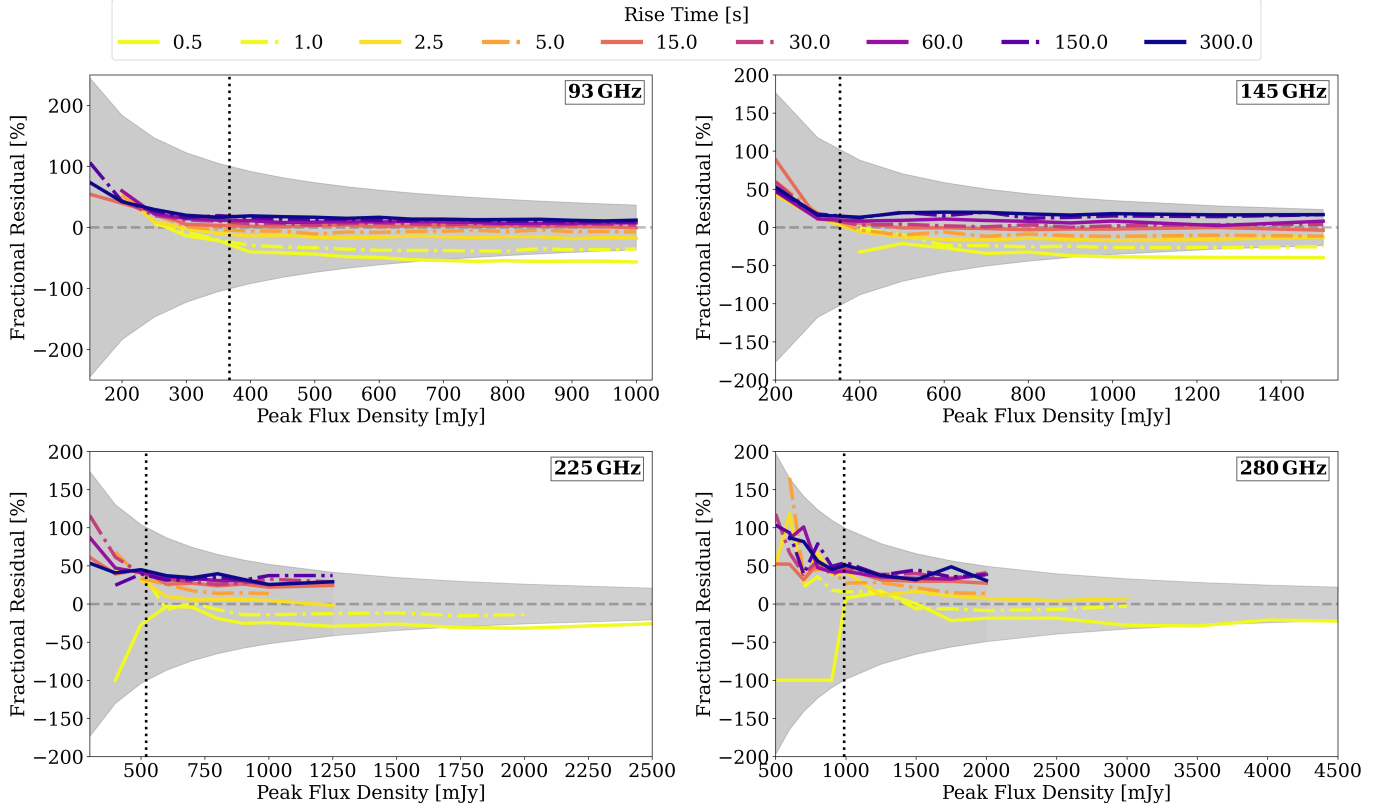 Rise Time [s]
0.5 1.0 2.5 5.0 15.0 30.0 60.0 150.0 300.0
93 GHz
Fractional Residual [%]
200
100
0
−100
−200
200 300 400 500 600 700 800 900 1000
Peak Flux Density [mJy]
145 GHz
Fractional Residual [%]
200
150
100
50
0
−50
−100
−150
−200
200 400 600 800 1000 1200 1400
Peak Flux Density [mJy]
225 GHz
Fractional Residual [%]
200
150
100
50
0
−50
−100
−150
−200
500 750 1000 1250 1500 1750 2000 2250 2500
Peak Flux Density [mJy]
280 GHz
Fractional Residual [%]
200
150
100
50
0
−50
−100
−150
−200
500 1000 1500 2000 2500 3000 3500 4000 4500
Peak Flux Density [mJy]